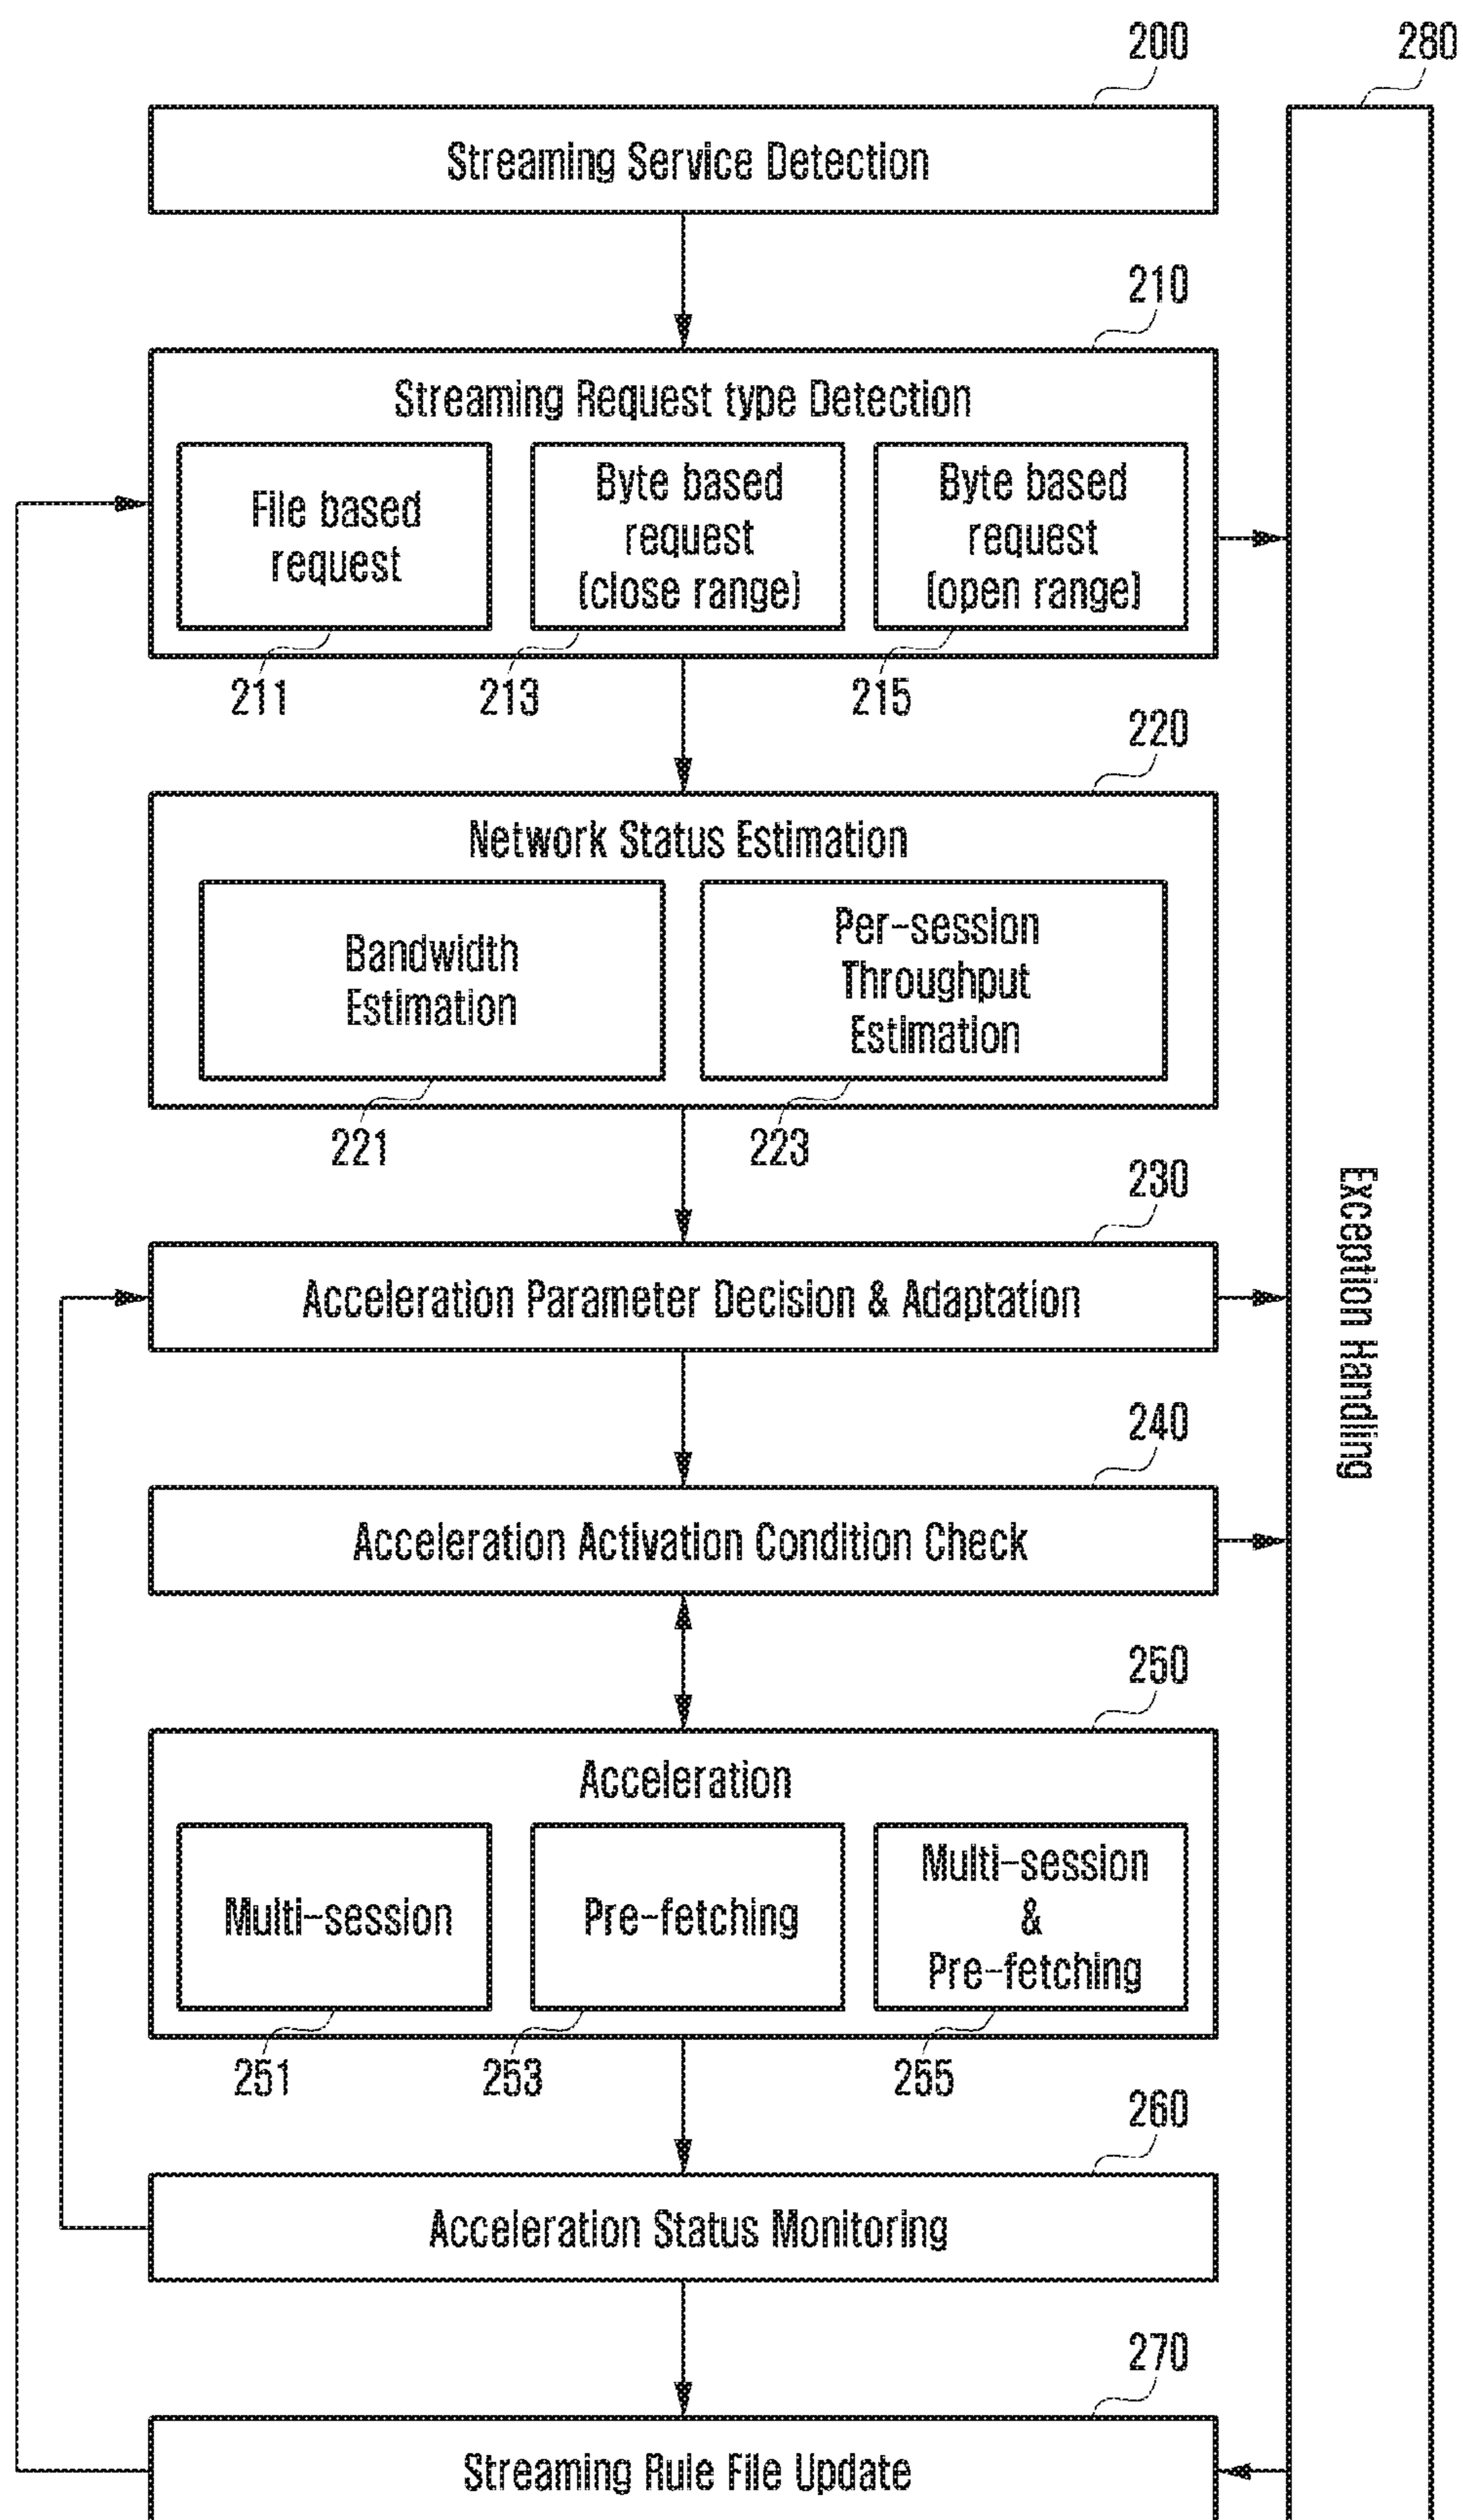 200
280
Streaming Service Detection
210
Streaming Request type Detection
File based
request
Byte based
request
(close range)
Byte based
request
(open range)
211
213
215
220
Network Status Estimation
Bandwidth
Estimation
Per-session
Throughput
Estimation
221
223
230
Acceleration Parameter Decision & Adaptation
Exception Handling
240
Acceleration Activation Condition Check
250
Acceleration
Multi-session
Pre-fetching
Multi-session
&
Pre-fetching
251
253
255
260
Acceleration Status Monitoring
270
Streaming Rule File Update